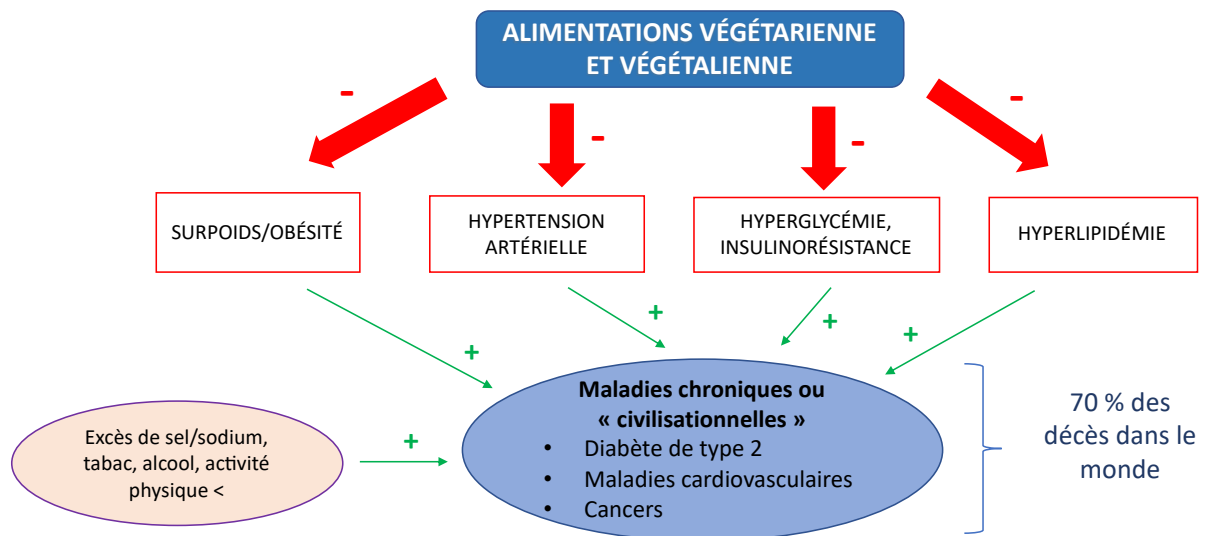 ALIMENTATIONS VÉGÉTARIENNE
ET VÉGÉTALIENNE
-
-
-
-
SURPOIDS/OBÉSITÉ
HYPERTENSION
ARTÉRIELLE
HYPERGLYCÉMIE,
INSULINORÉSISTANCE
HYPERLIPIDÉMIE
+
+
+
+
Maladies chroniques ou
« civilisationnelles »
• Diabète de type 2
• Maladies cardiovasculaires
• Cancers
70 % des
décès dans le
monde
Excès de sel/sodium,
tabac, alcool, activité
physique <
+